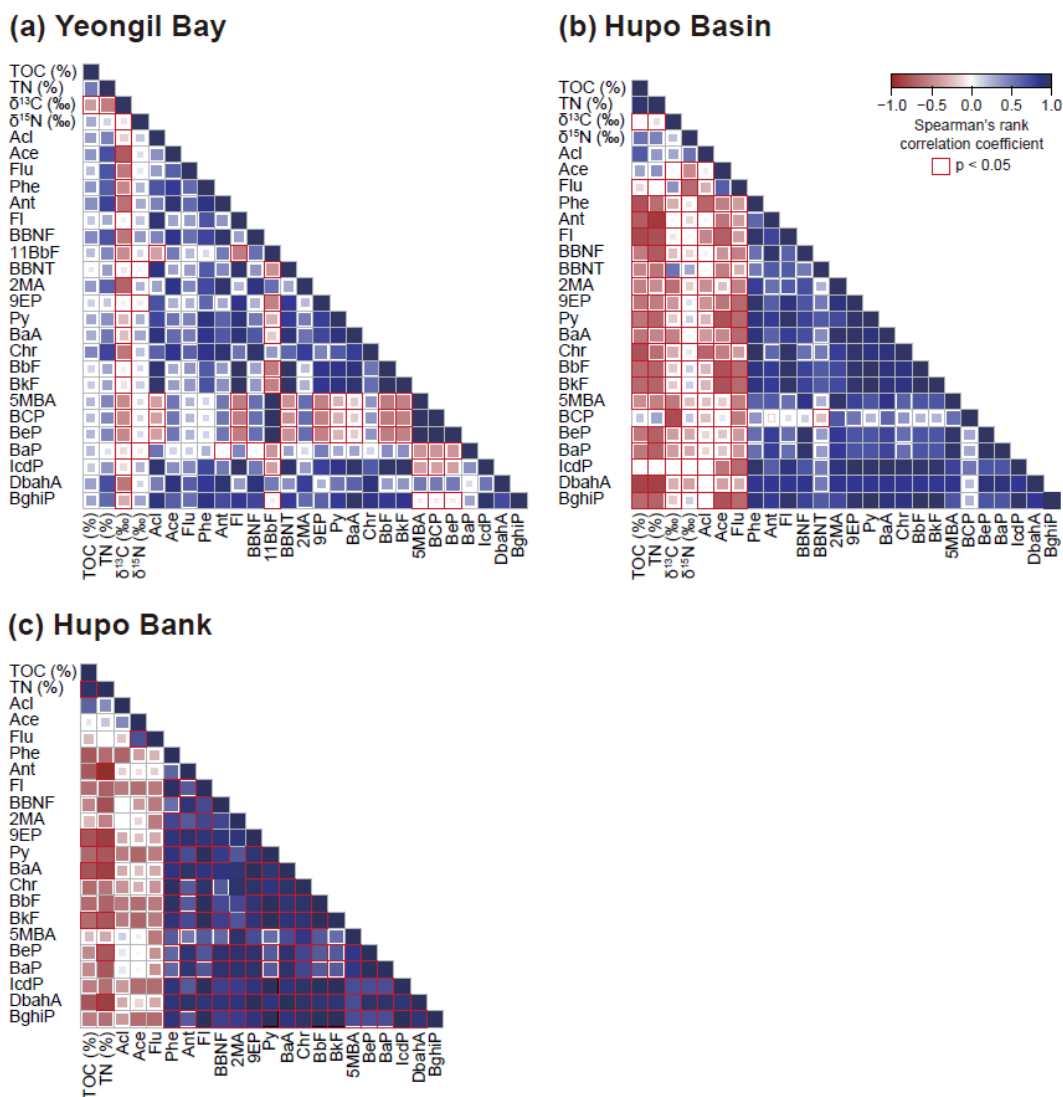 (a) Yeongil Bay
TOC (%)
TN (%)
δ¹³C (‰)
δ¹⁵N (‰)
Acl
Ace
Flu
Phe
Ant
Fl
BBNF
11BbF
BBNT
2MA
9EP
Py
BaA
Chr
BbF
BkF
5MBA
BCP
BeP
BaP
IcdP
DbahA
BghiP
TOC (%)
TN (%)
δ¹³C (‰)
δ¹⁵N (‰)
Acl
Ace
Flu
Phe
Ant
Fl
BBNF
11BbF
BBNT
2MA
9EP
Py
BaA
Chr
BbF
BkF
5MBA
BCP
BeP
BaP
IcdP
DbahA
BghiP
(b) Hupo Basin
TOC (%)
TN (%)
δ¹³C (‰)
δ¹⁵N (‰)
Acl
Ace
Flu
Phe
Ant
Fl
BBNF
BBNT
2MA
9EP
Py
BaA
Chr
BbF
BkF
5MBA
BCP
BeP
BaP
IcdP
DbahA
BghiP
TOC (%)
TN (%)
δ¹³C (‰)
δ¹⁵N (‰)
Acl
Ace
Flu
Phe
Ant
Fl
BBNF
BBNT
2MA
9EP
Py
BaA
Chr
BbF
BkF
5MBA
BCP
BeP
BaP
IcdP
DbahA
BghiP
−1.0 −0.5 0.0 0.5 1.0
Spearman's rank
correlation coefficient
p < 0.05
(c) Hupo Bank
TOC (%)
TN (%)
Acl
Ace
Flu
Phe
Ant
Fl
BBNF
2MA
9EP
Py
BaA
Chr
BbF
BkF
5MBA
BeP
BaP
IcdP
DbahA
BghiP
TOC (%)
TN (%)
Acl
Ace
Flu
Phe
Ant
Fl
BBNF
2MA
9EP
Py
BaA
Chr
BbF
BkF
5MBA
BeP
BaP
IcdP
DbahA
BghiP